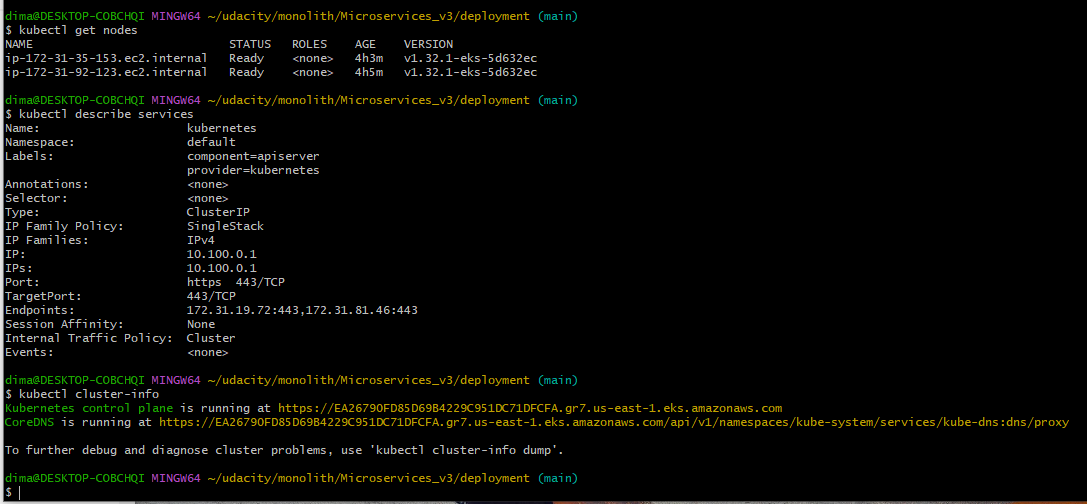 dima@DESKTOP-COBCHQI MINGW64 ~/udacity/monolith/Microservices_v3/deployment (main)
$ kubectl get nodes
NAME                            STATUS   ROLES    AGE    VERSION
ip-172-31-35-153.ec2.internal   Ready    <none>   4h3m   v1.32.1-eks-5d632ec
ip-172-31-92-123.ec2.internal   Ready    <none>   4h5m   v1.32.1-eks-5d632ec
dima@DESKTOP-COBCHQI MINGW64 ~/udacity/monolith/Microservices_v3/deployment (main)
$ kubectl describe services
Name:                     kubernetes
Namespace:                default
Labels:                   component=apiserver
                          provider=kubernetes
Annotations:              <none>
Selector:                 <none>
Type:                     ClusterIP
IP Family Policy:         SingleStack
IP Families:              IPv4
IP:                       10.100.0.1
IPs:                      10.100.0.1
Port:                     https  443/TCP
TargetPort:               443/TCP
Endpoints:                172.31.19.72:443,172.31.81.46:443
Session Affinity:         None
Internal Traffic Policy:  Cluster
Events:                   <none>
dima@DESKTOP-COBCHQI MINGW64 ~/udacity/monolith/Microservices_v3/deployment (main)
$ kubectl cluster-info
Kubernetes control plane is running at https://EA26790FD85D69B4229C951DC71DFCFA.gr7.us-east-1.eks.amazonaws.com
CoreDNS is running at https://EA26790FD85D69B4229C951DC71DFCFA.gr7.us-east-1.eks.amazonaws.com/api/v1/namespaces/kube-system/services/kube-dns:dns/proxy
To further debug and diagnose cluster problems, use 'kubectl cluster-info dump'.
dima@DESKTOP-COBCHQI MINGW64 ~/udacity/monolith/Microservices_v3/deployment (main)
$